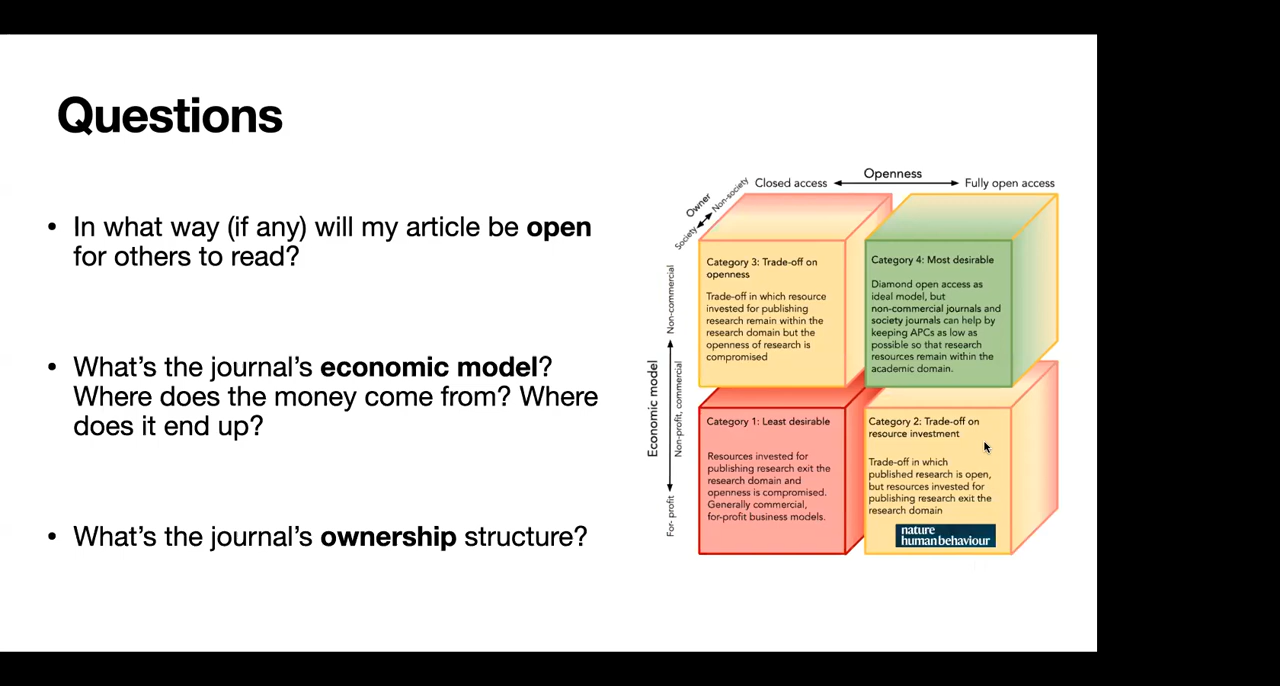 Questions
• In what way (if any) will my article be open
for others to read?
• What's the journal's economic model?
Where does the money come from? Where
does it end up?
• What's the journal's ownership structure?
Openness
Closed access
Fully open access
Owner
Non-society
Society
Economic model
Non-commercial
Non-profit, commercial
For- profit
Category 3: Trade-off on
openness
Trade-off in which resource
invested for publishing
research remain within the
research domain but the
openness of research is
compromised
Category 4: Most desirable
Diamond open access as
ideal model, but
non-commercial journals and
society journals can help by
keeping APCs as low as
possible so that research
resources remain within the
academic domain.
Category 1: Least desirable
Resources invested for
publishing research exit the
research domain and
openness is compromised.
Generally commercial,
for-profit business models.
Category 2: Trade-off on
resource investment
Trade-off in which
published research is open,
but resources invested for
publishing research exit the
research domain
nature
human behaviour